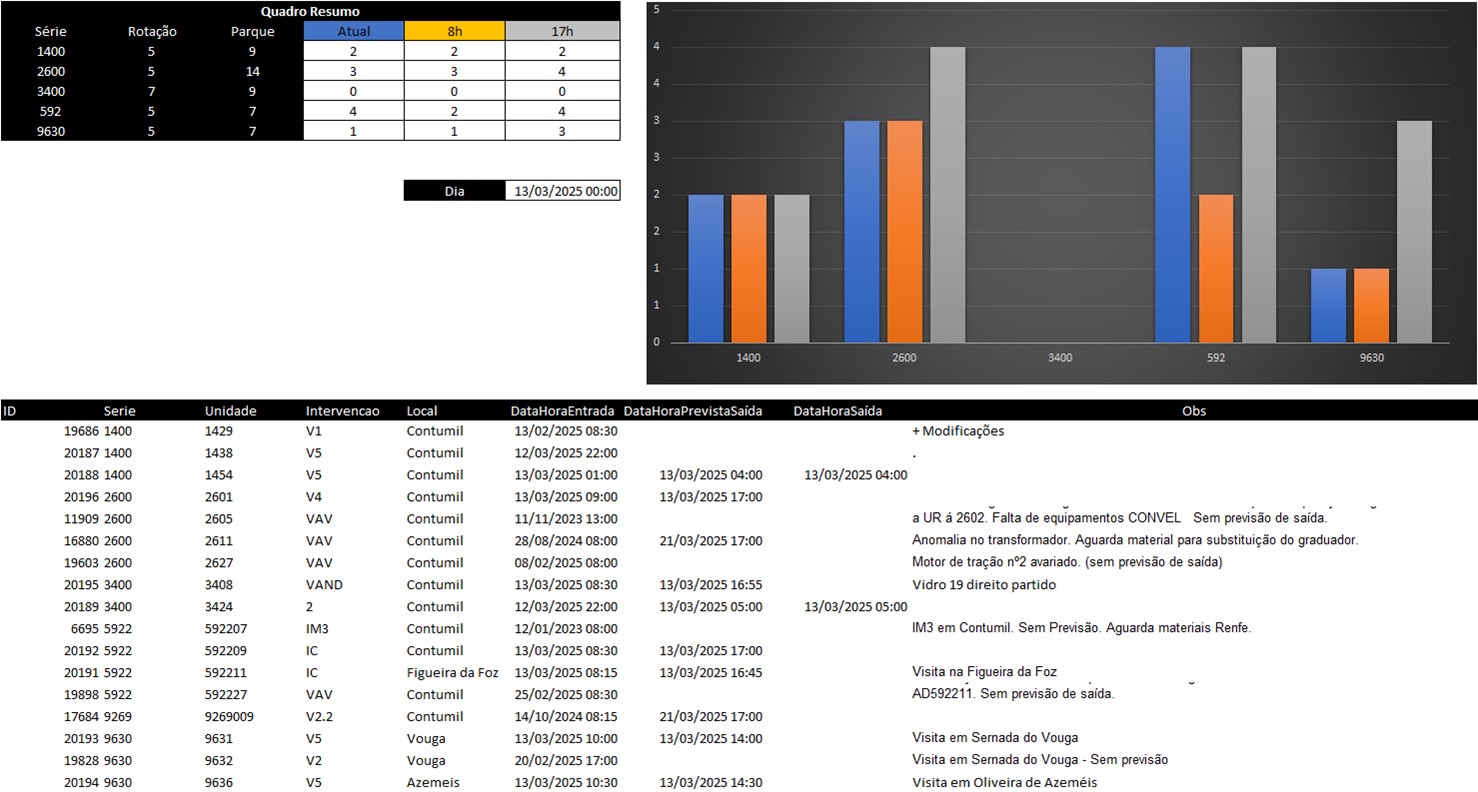 Quadro Resumo
Série Rotação Parque Atual 8h 17h
1400 5 9 2 2 2
2600 5 14 3 3 4
3400 7 9 0 0 0
592 5 7 4 2 4
9630 5 7 1 1 3
Dia 13/03/2025 00:00
5
4
4
3
3
2
2
1
1
0
1400 2600 3400 592 9630
ID Serie Unidade Intervencao Local DataHoraEntrada DataHoraPrevistaSaída DataHoraSaída Obs
19686 1400 1429 V1 Contumil 13/02/2025 08:30 + Modificações
20187 1400 1438 V5 Contumil 12/03/2025 22:00 .
20188 1400 1454 V5 Contumil 13/03/2025 01:00 13/03/2025 04:00 13/03/2025 04:00
20196 2600 2601 V4 Contumil 13/03/2025 09:00 13/03/2025 17:00
11909 2600 2605 VAV Contumil 11/11/2023 13:00 a UR á 2602. Falta de equipamentos CONVEL Sem previsão de saída.
16880 2600 2611 VAV Contumil 28/08/2024 08:00 21/03/2025 17:00 Anomalia no transformador. Aguarda material para substituição do graduador.
19603 2600 2627 VAV Contumil 08/02/2025 08:00 Motor de tração nº2 avariado. (sem previsão de saída)
20195 3400 3408 VAND Contumil 13/03/2025 08:30 13/03/2025 16:55 Vidro 19 direito partido
20189 3400 3424 2 Contumil 12/03/2025 22:00 13/03/2025 05:00 13/03/2025 05:00
6695 5922 592207 IM3 Contumil 12/01/2023 08:00 IM3 em Contumil. Sem Previsão. Aguarda materiais Renfe.
20192 5922 592209 IC Contumil 13/03/2025 08:30 13/03/2025 17:00
20191 5922 592211 IC Figueira da Foz 13/03/2025 08:15 13/03/2025 16:45 Visita na Figueira da Foz
19898 5922 592227 VAV Contumil 25/02/2025 08:30 AD592211. Sem previsão de saída.
17684 9269 9269009 V2.2 Contumil 14/10/2024 08:15 21/03/2025 17:00
20193 9630 9631 V5 Vouga 13/03/2025 10:00 13/03/2025 14:00 Visita em Sernada do Vouga
19828 9630 9632 V2 Vouga 20/02/2025 17:00 Visita em Sernada do Vouga - Sem previsão
20194 9630 9636 V5 Azemeis 13/03/2025 10:30 13/03/2025 14:30 Visita em Oliveira de Azeméis